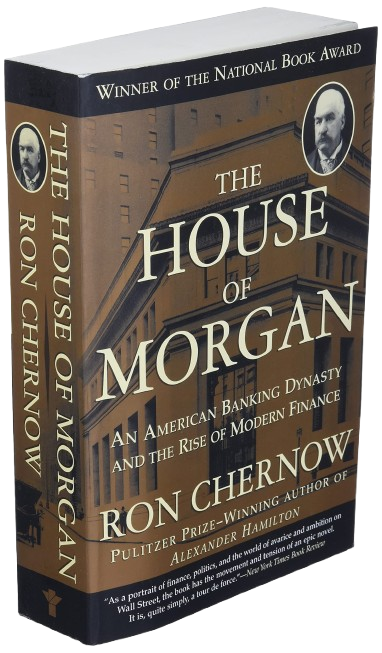 WINNER OF THE NATIONAL BOOK AWARD
THE
HOUSE
OF
MORGAN
AN AMERICAN BANKING DYNASTY
AND THE RISE OF MODERN FINANCE
RON CHERNOW
PULITZER PRIZE–WINNING AUTHOR OF
ALEXANDER HAMILTON
"As a portrait of finance, politics, and the world of avarice and ambition on
Wall Street, the book has the movement and tension of an epic novel.
It is, quite simply, a tour de force."—New York Times Book Review
THE HOUSE OF MORGAN
RON CHERNOW